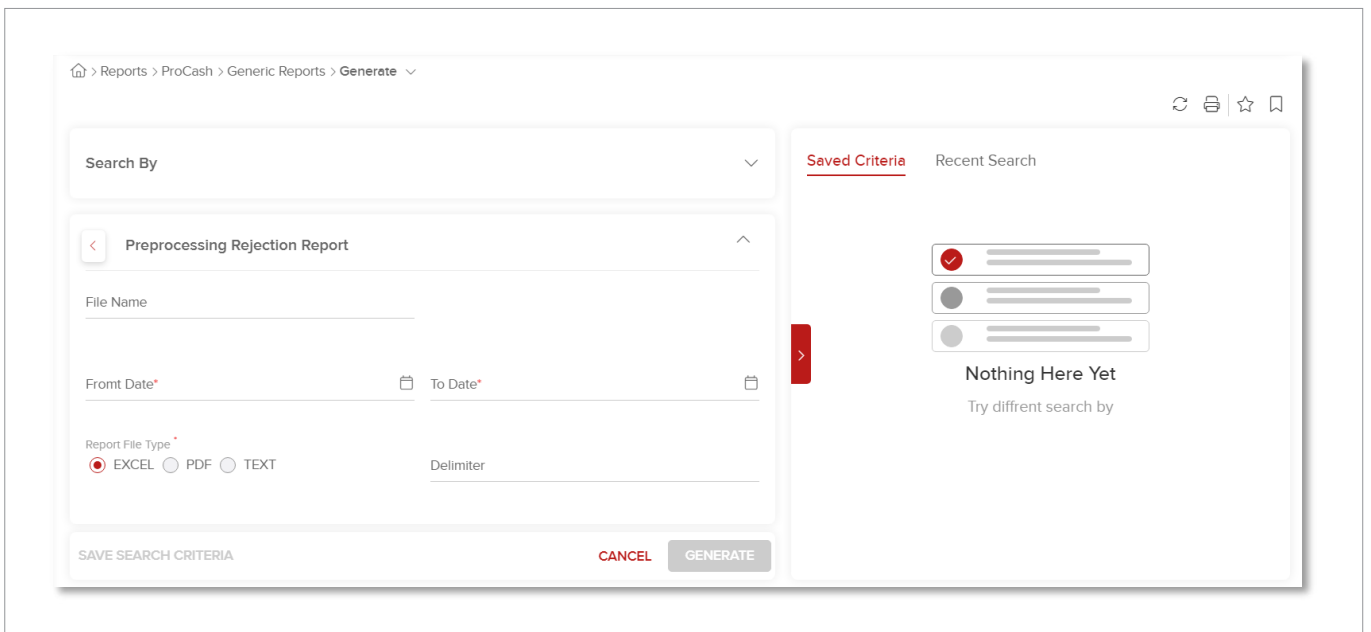 > Reports > ProCash > Generic Reports > Generate
Search By
Preprocessing Rejection Report
File Name
Fromt Date*
To Date*
Report File Type *
EXCEL PDF TEXT
Delimiter
SAVE SEARCH CRITERIA
CANCEL
GENERATE
Saved Criteria
Recent Search
Nothing Here Yet
Try diffrent search by